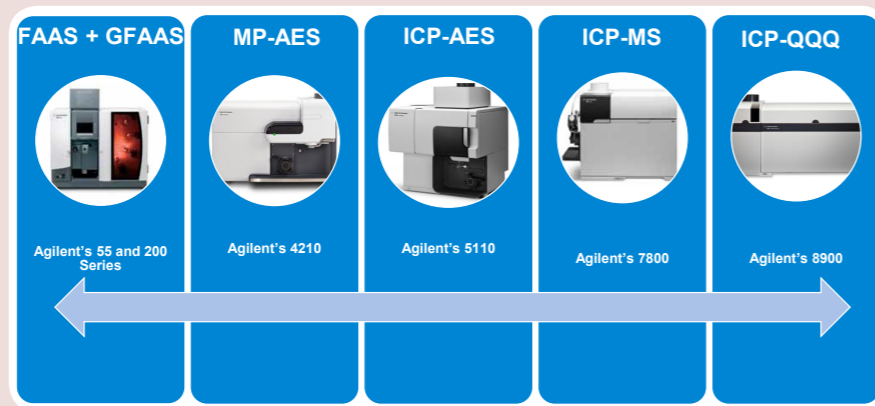 FAAS + GFAAS
MP-AES
ICP-AES
ICP-MS
ICP-QQQ
Agilent's 55 and 200
Series
Agilent's 4210
Agilent's 5110
Agilent's 7800
Agilent's 8900